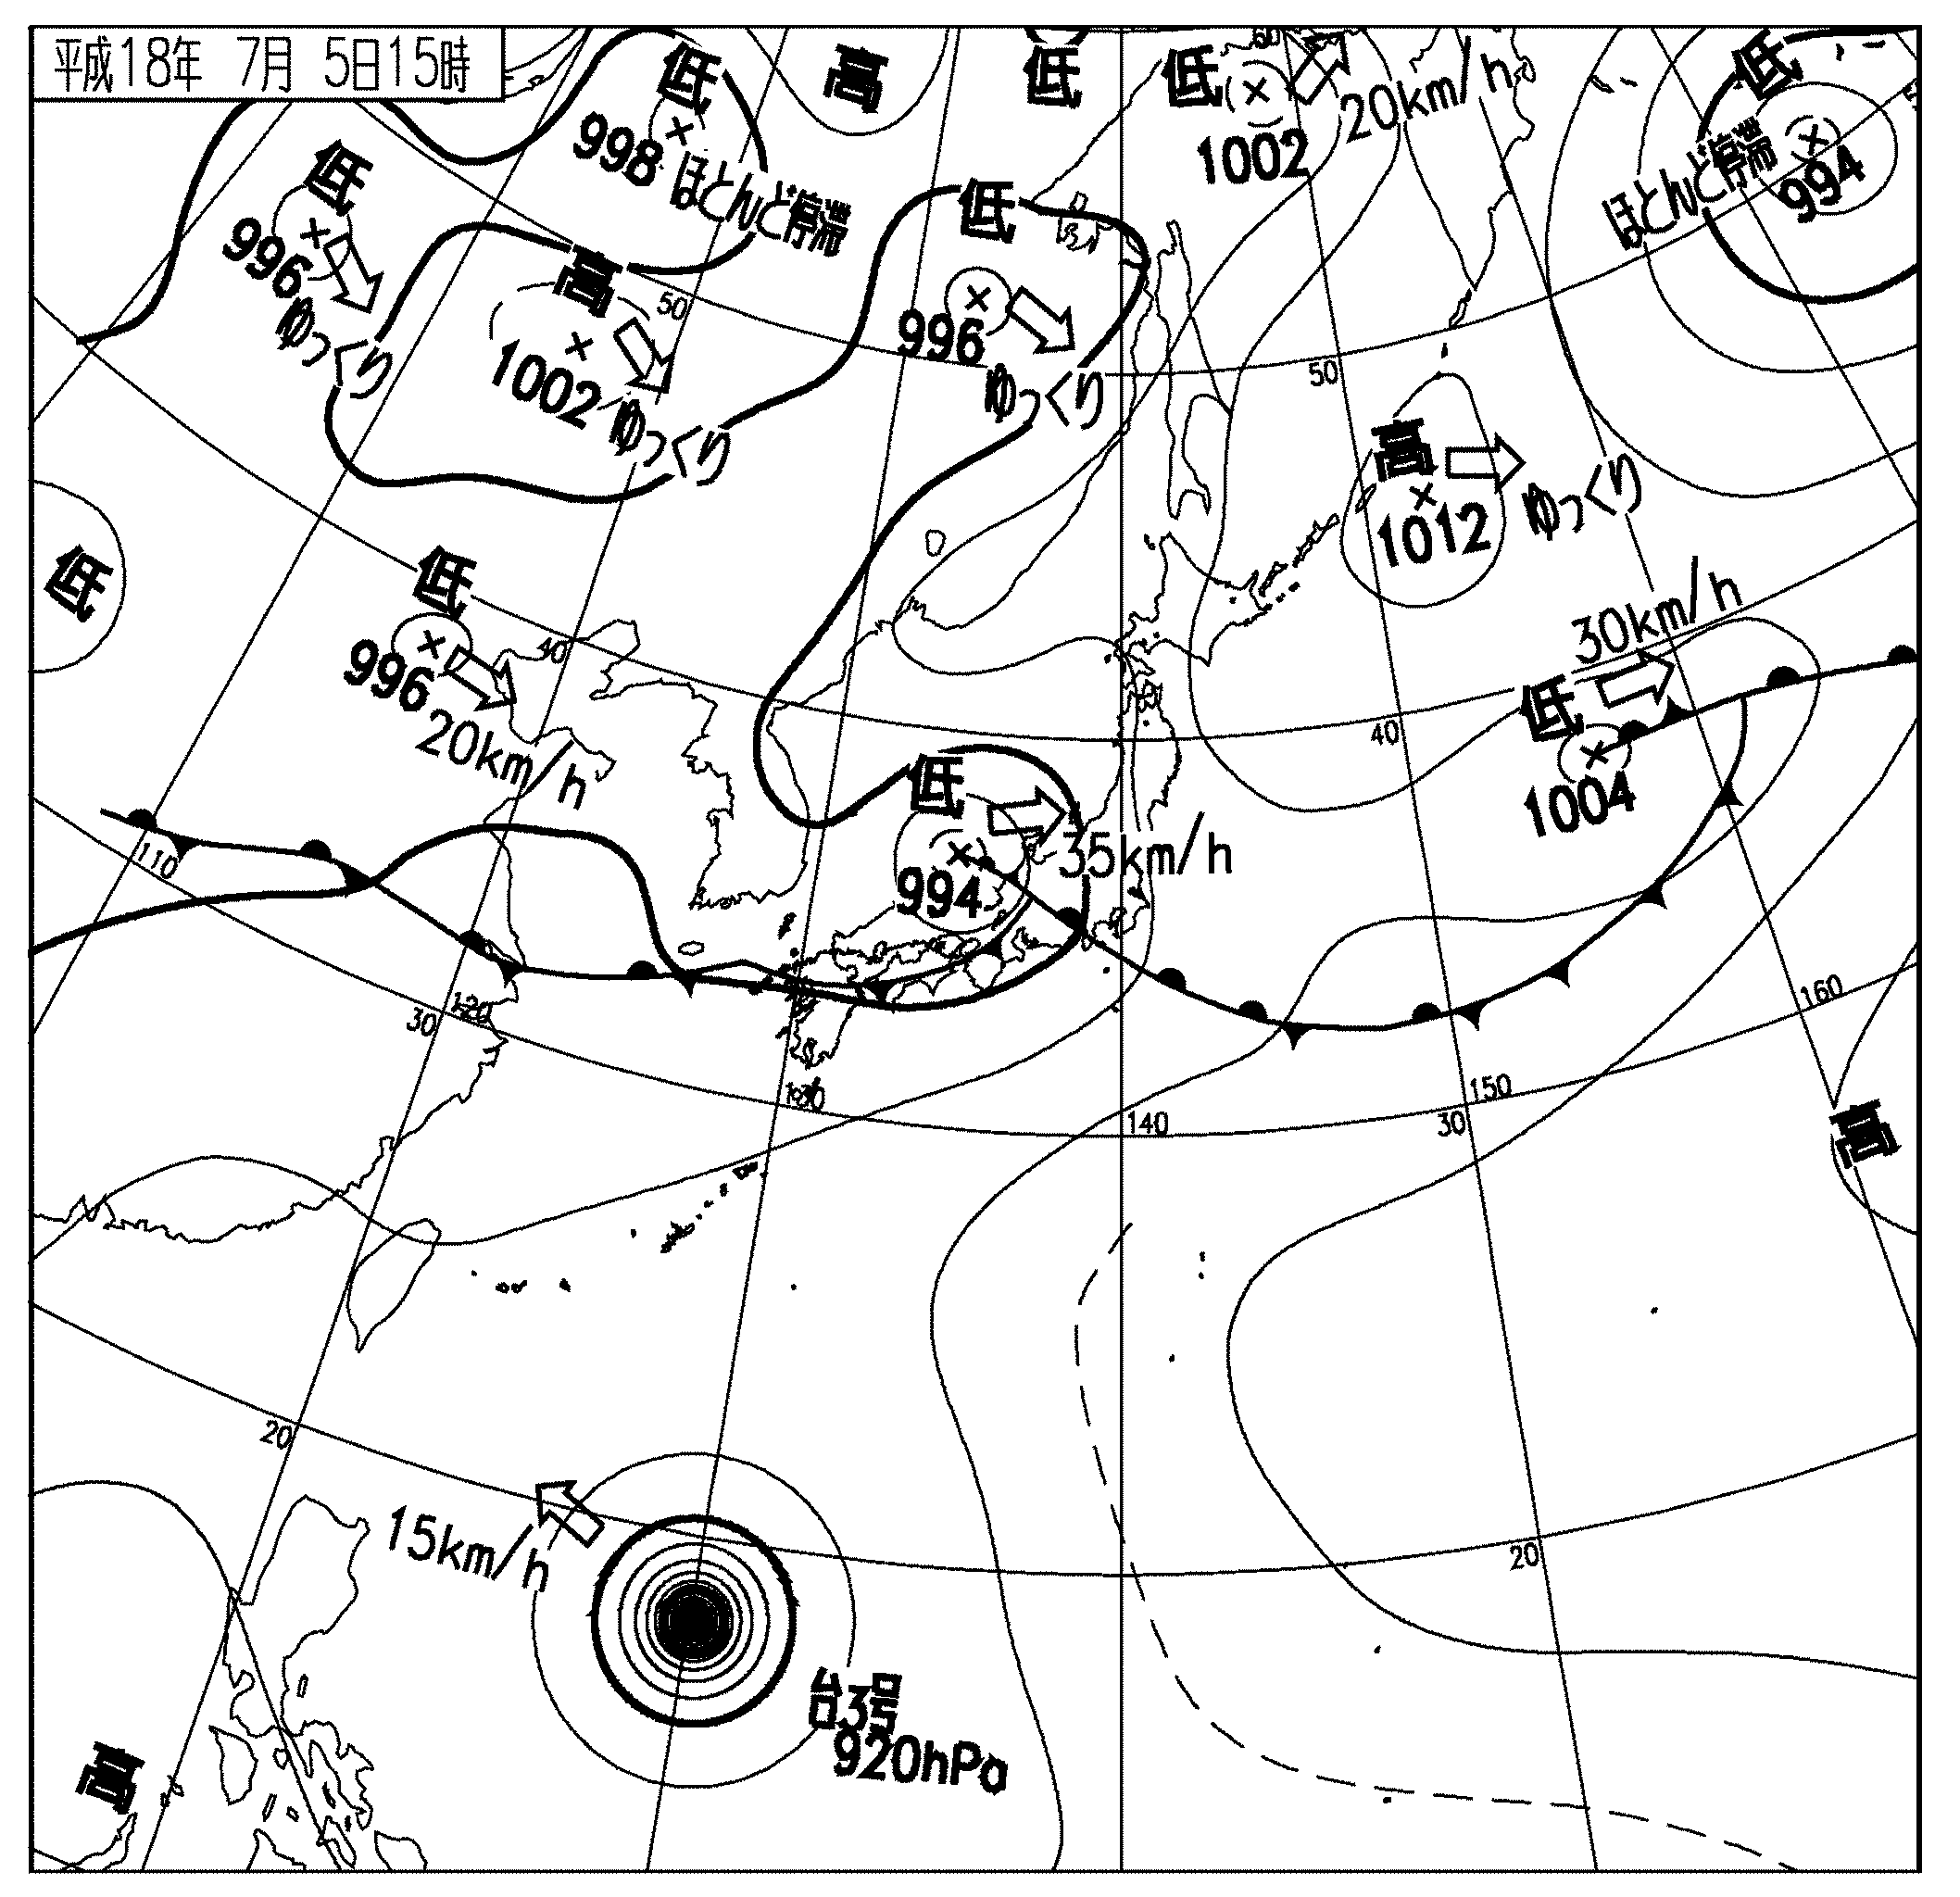 平成18年 7月 5日15時
低
998
ほとんど停滞
高
低
低
1002
20km/h
低
994
ほとんど停滞
低
996
ゆっくり
高
1002
ゆっくり
50
低
996
ゆっくり
50
高
1012
ゆっくり
低
低
996
20km/h
40
低
994
35km/h
40
低
1004
30km/h
110
30
120
130
140
30
150
160
高
20
15km/h
台3号
920hPa
20
高